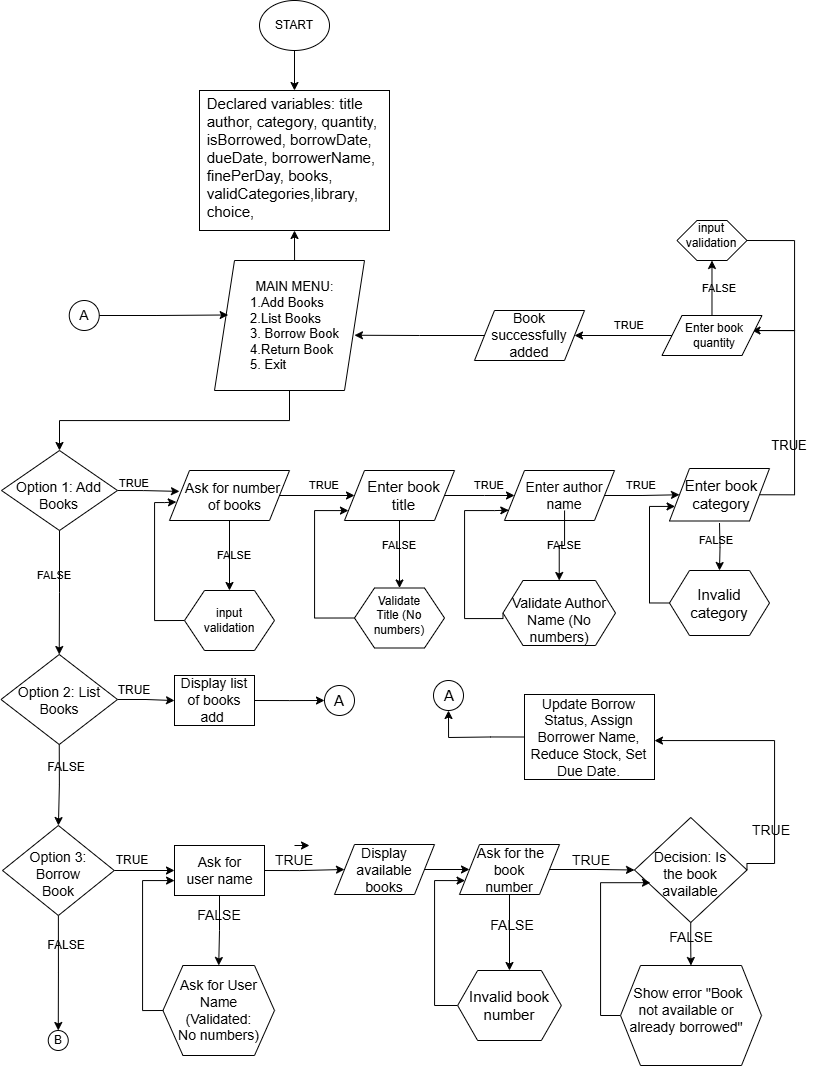 START
Declared variables: title
author, category, quantity,
isBorrowed, borrowDate,
dueDate, borrowerName,
finePerDay, books,
validCategories,library,
choice,
input
validation
FALSE
MAIN MENU:
1.Add Books
2.List Books
3. Borrow Book
4.Return Book
5. Exit
A
Book
successfully
added
TRUE
Enter book
quantity
TRUE
Option 1: Add
Books
TRUE
Ask for number
of books
TRUE
Enter book
title
TRUE
Enter author
name
TRUE
Enter book
category
FALSE
FALSE
FALSE
FALSE
FALSE
input
validation
Validate
Title (No
numbers)
Validate Author
Name (No
numbers)
Invalid
category
Option 2: List
Books
TRUE
Display list
of books
add
A
A
Update Borrow
Status, Assign
Borrower Name,
Reduce Stock, Set
Due Date.
FALSE
TRUE
Option 3:
Borrow
Book
TRUE
Ask for
user name
TRUE
Display
available
books
Ask for the
book
number
TRUE
Decision: Is
the book
available
FALSE
FALSE
FALSE
FALSE
Ask for User
Name
(Validated:
No numbers)
Invalid book
number
Show error "Book
not available or
already borrowed"
B